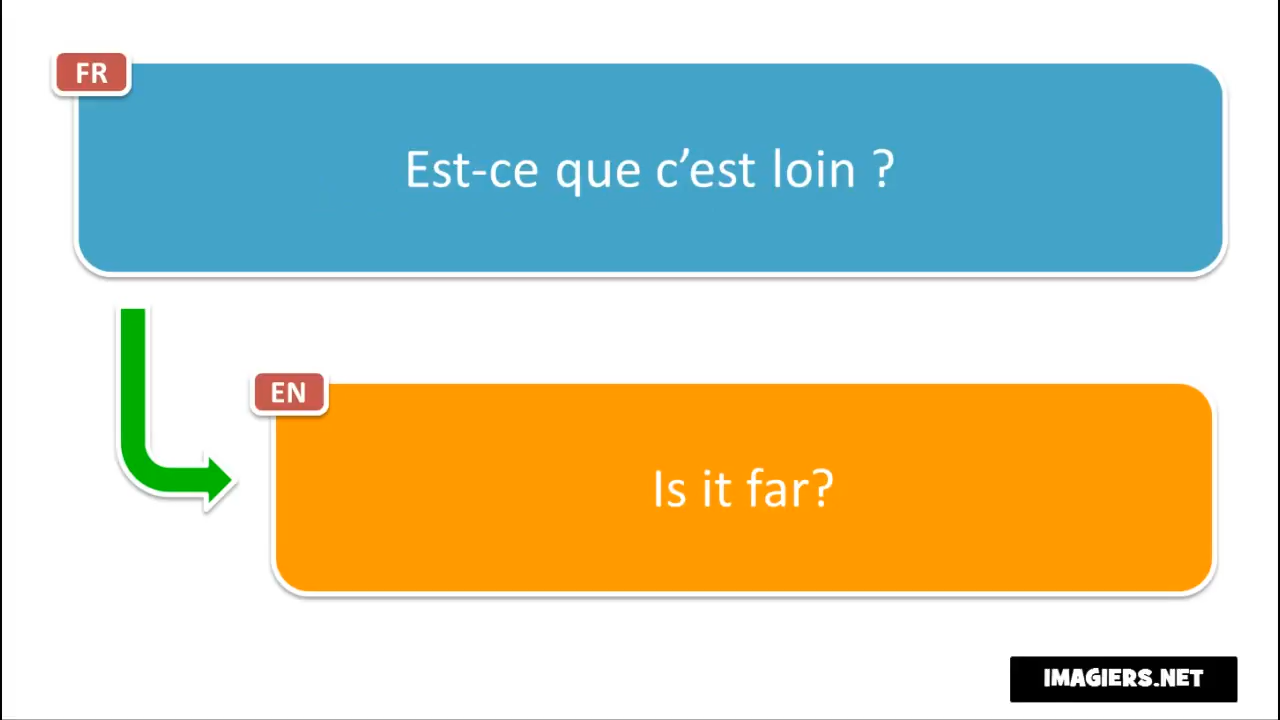 FR
Est-ce que c’est loin ?
EN
Is it far?
IMAGIERS.NET